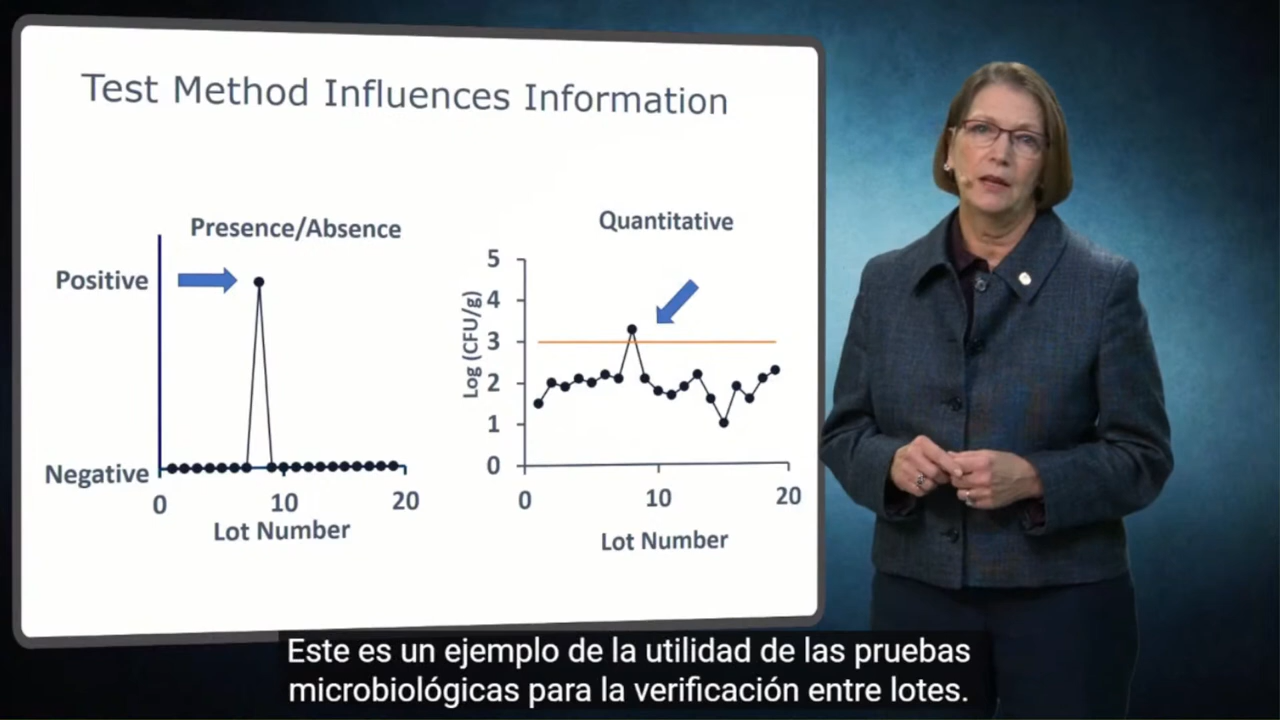 Test Method Influences Information
Presence/Absence
Positive
Negative
0
10
20
Lot Number
Quantitative
5
4
3
2
1
0
Log (CFU/g)
0
10
20
Lot Number
Este es un ejemplo de la utilidad de las pruebas
microbiológicas para la verificación entre lotes.